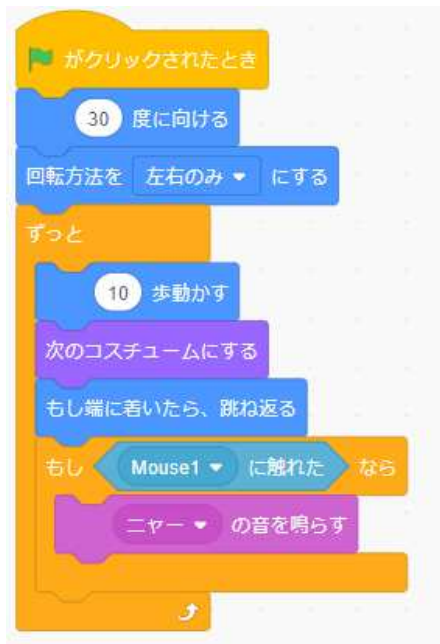 がクリックされたとき
30 度に向ける
回転方法を 左右のみ にする
ずっと
10 歩動かす
次のコスチュームにする
もし端に着いたら、跳ね返る
もし Mouse1 に触れた なら
ニャー の音を鳴らす